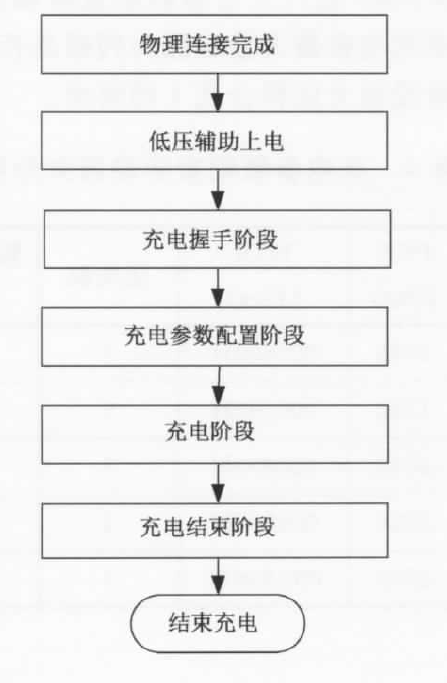 物理连接完成
低压辅助上电
充电握手阶段
充电参数配置阶段
充电阶段
充电结束阶段
结束充电